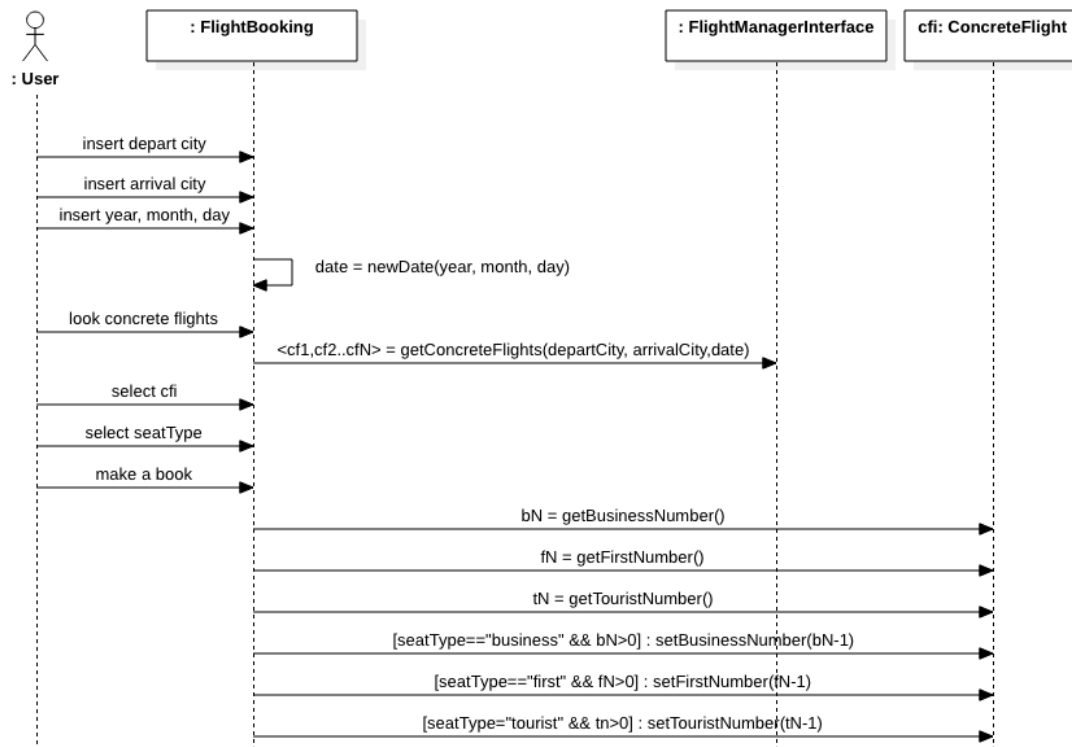 : FlightBooking
: FlightManagerInterface
cfi: ConcreteFlight
: User
insert depart city
insert arrival city
insert year, month, day
date = newDate(year, month, day)
look concrete flights
<cf1,cf2..cfN> = getConcreteFlights(departCity, arrivalCity,date)
select cfi
select seatType
make a book
bN = getBusinessNumber()
fN = getFirstNumber()
tN = getTouristNumber()
[seatType=="business" && bN>0] : setBusinessNumber(bN-1)
[seatType=="first" && fN>0] : setFirstNumber(fN-1)
[seatType="tourist" && tn>0] : setTouristNumber(tN-1)